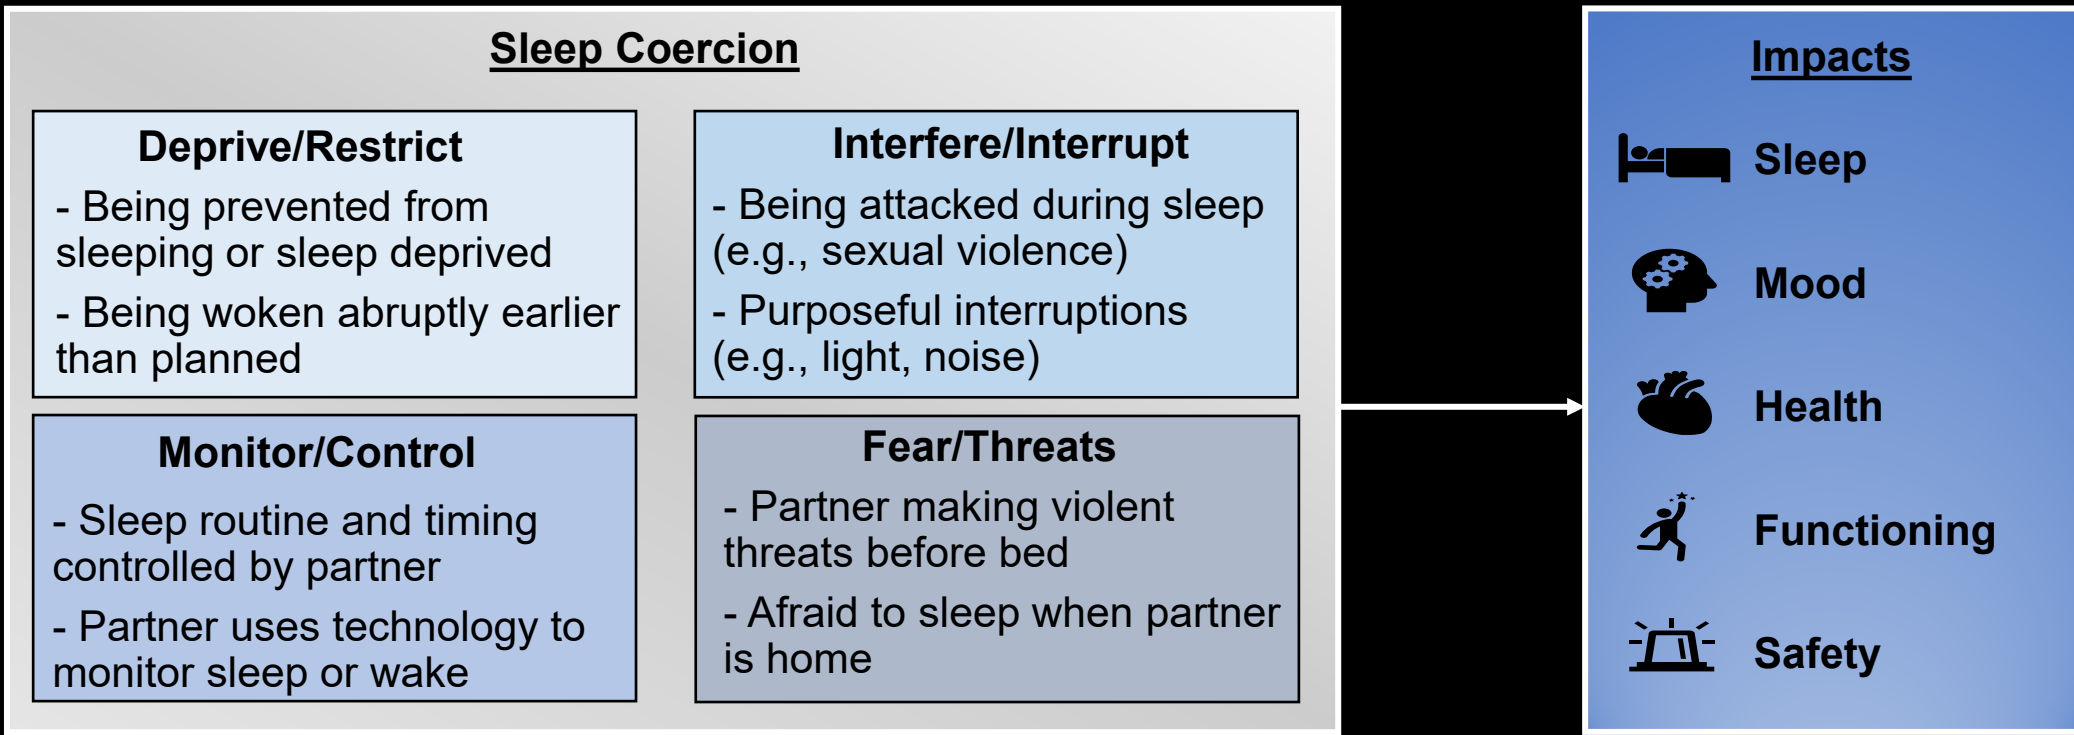 Sleep Coercion
Deprive/Restrict
- Being prevented from
sleeping or sleep deprived
- Being woken abruptly earlier
than planned
Interfere/Interrupt
- Being attacked during sleep
(e.g., sexual violence)
- Purposeful interruptions
(e.g., light, noise)
Monitor/Control
- Sleep routine and timing
controlled by partner
- Partner uses technology to
monitor sleep or wake
Fear/Threats
- Partner making violent
threats before bed
- Afraid to sleep when partner
is home
Impacts
Sleep
Mood
Health
Functioning
Safety